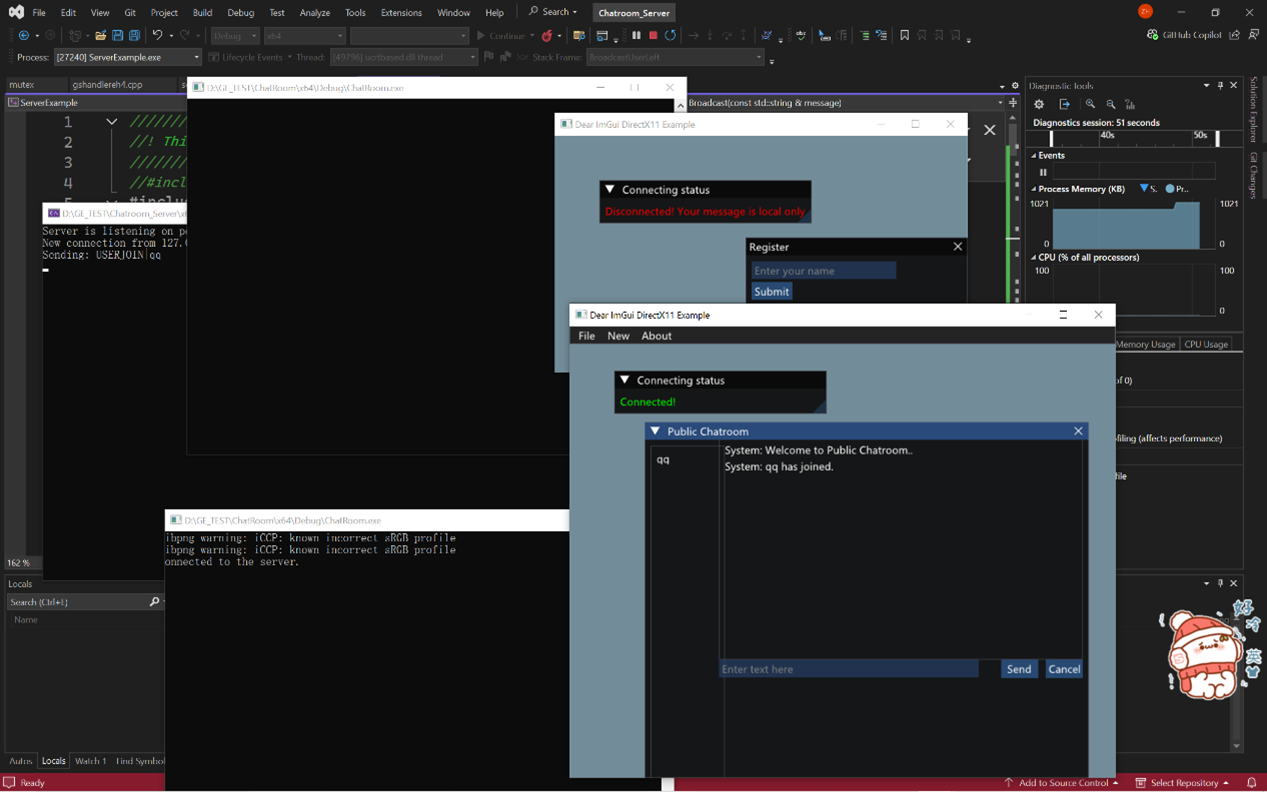 File Edit View Git Project Build Debug Test Analyze Tools Extensions Window Help Search Chatroom_Server
Debug x64 Continue GitHub Copilot
Process: [27240] ServerExample.exe Lifecycle Events Thread: [49796] ucrtbased.dll thread Stack Frame: BroadcastUserLeft
mutex gshandlereh4.cpp
ServerExample
Broadcast(const std::string & message)
1 /////////
2 //! Thi
3 /////////
4 //#incl
5 #include
D:\GE_TEST\ChatRoom\x64\Debug\ChatRoom.exe
D:\GE_TEST\Chatroom_Server\x6
Server is listening on po
New connection from 127.0
Sending: USERJOIN|qq
Dear ImGui DirectX11 Example
Connecting status
Disconnected! Your message is local only
Register
Enter your name
Submit
Dear ImGui DirectX11 Example
File New About
Connecting status
Connected!
Public Chatroom
qq
System: Welcome to Public Chatroom..
System: qq has joined.
Enter text here Send Cancel
D:\GE_TEST\ChatRoom\x64\Debug\ChatRoom.exe
ibpng warning: iCCP: known incorrect sRGB profile
ibpng warning: iCCP: known incorrect sRGB profile
onnected to the server.
Diagnostic Tools
Diagnostics session: 51 seconds
40s 50s
Events
Process Memory (KB) S. Pr...
1021 1021
0 0
CPU (% of all processors)
100 100
0
Memory Usage CPU Usage
of 0)
filing (affects performance)
file
Solution Explorer
Git Changes
162 %
Locals
Search (Ctrl+E)
Name
Autos Locals Watch 1 Find Symbol
好冷
英
Ready Add to Source Control Select Repository